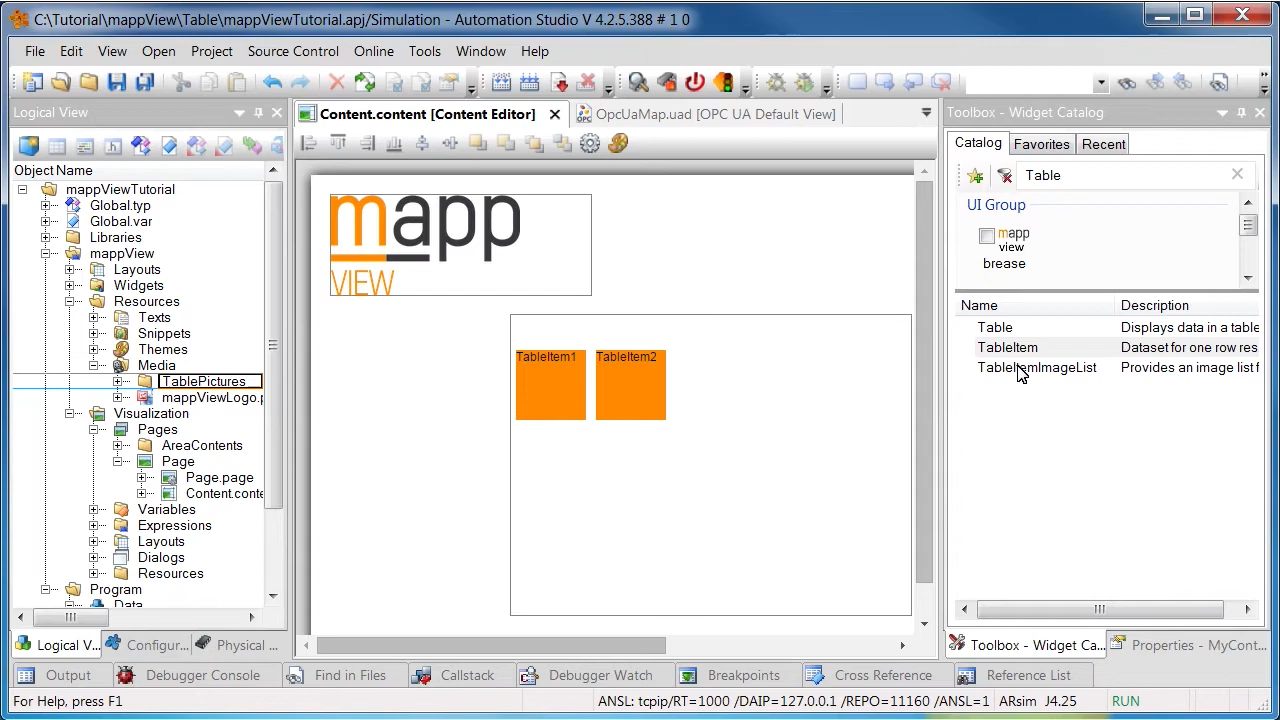 C:\Tutorial\mappView\Table\mappViewTutorial.apj/Simulation - Automation Studio V 4.2.5.388 # 1 0
File Edit View Open Project Source Control Online Tools Window Help
Logical View
Object Name
mappViewTutorial
Global.typ
Global.var
Libraries
mappView
Layouts
Widgets
Resources
Texts
Snippets
Themes
Media
TablePictures
mappViewLogo.p
Visualization
Pages
AreaContents
Page
Page.page
Content.conte
Variables
Expressions
Layouts
Dialogs
Resources
Program
Data
Logical V... Configur... Physical ...
Content.content [Content Editor] OpcUaMap.uad [OPC UA Default View]
mapp
VIEW
TableItem1 TableItem2
Toolbox - Widget Catalog
Catalog Favorites Recent
Table
UI Group
mapp
view
brease
Name Description
Table Displays data in a table
TableItem Dataset for one row res
TableItemImageList Provides an image list f
Toolbox - Widget Ca... Properties - MyCont...
Output Debugger Consol Find in Files Callstack Debugger Watch Breakpoints Cross Reference Reference List
For Help, press F1 ANSL: tcpip/RT=1000 /DAIP=127.0.0.1 /REPO=11160 /ANSL=1 ARsim J4.25 RUN